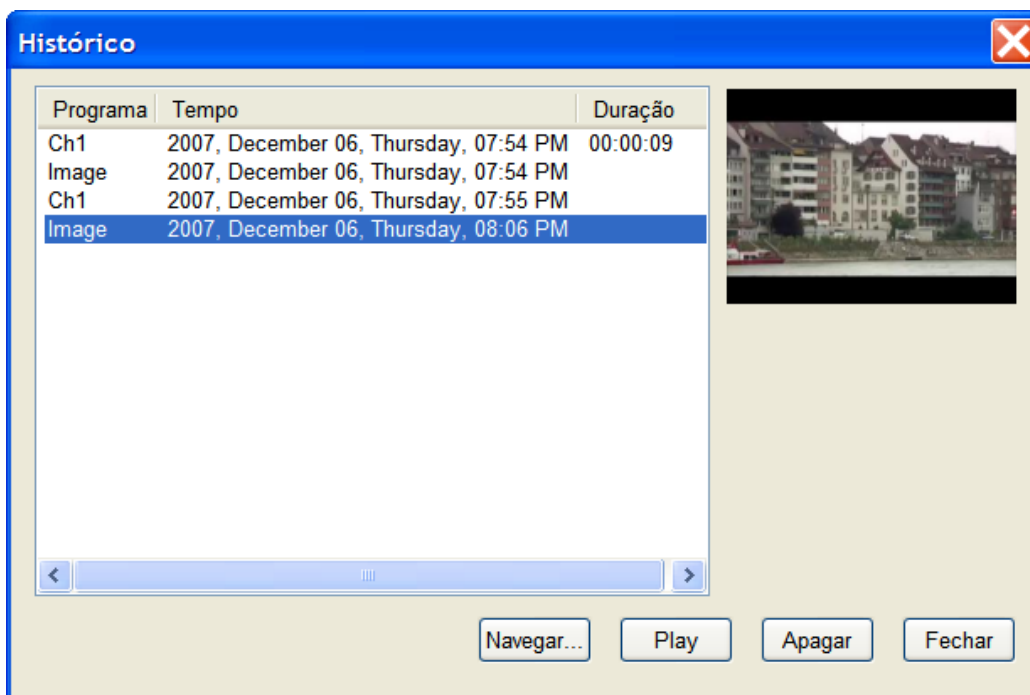 Histórico
Programa Tempo Duração
Ch1 2007, December 06, Thursday, 07:54 PM 00:00:09
Image 2007, December 06, Thursday, 07:54 PM
Ch1 2007, December 06, Thursday, 07:55 PM
Image 2007, December 06, Thursday, 08:06 PM
Navegar... Play Apagar Fechar